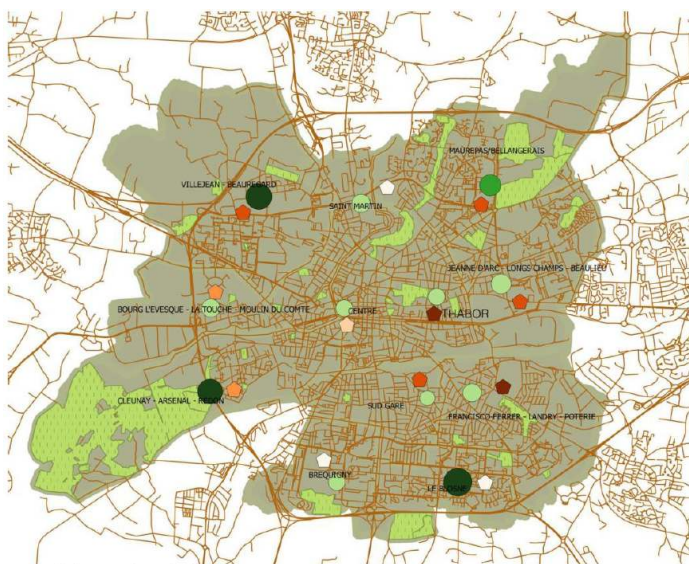 MAUREPAS/BELLANGERAIS
VILLEJEAN - BEAUREGARD
SAINT MARTIN
JEANNE D'ARC - LONGS CHAMPS - BEAULIEU
BOURG L'EVESQUE - LA TOUCHE - MOULIN DU COMTE
CENTRE
THABOR
CLEUNAY - ARSENAL - REDON
SUD GARE
FRANCISCO-FERRER - LANDRY - POTERIE
BREQUIGNY
LE BLOSNE